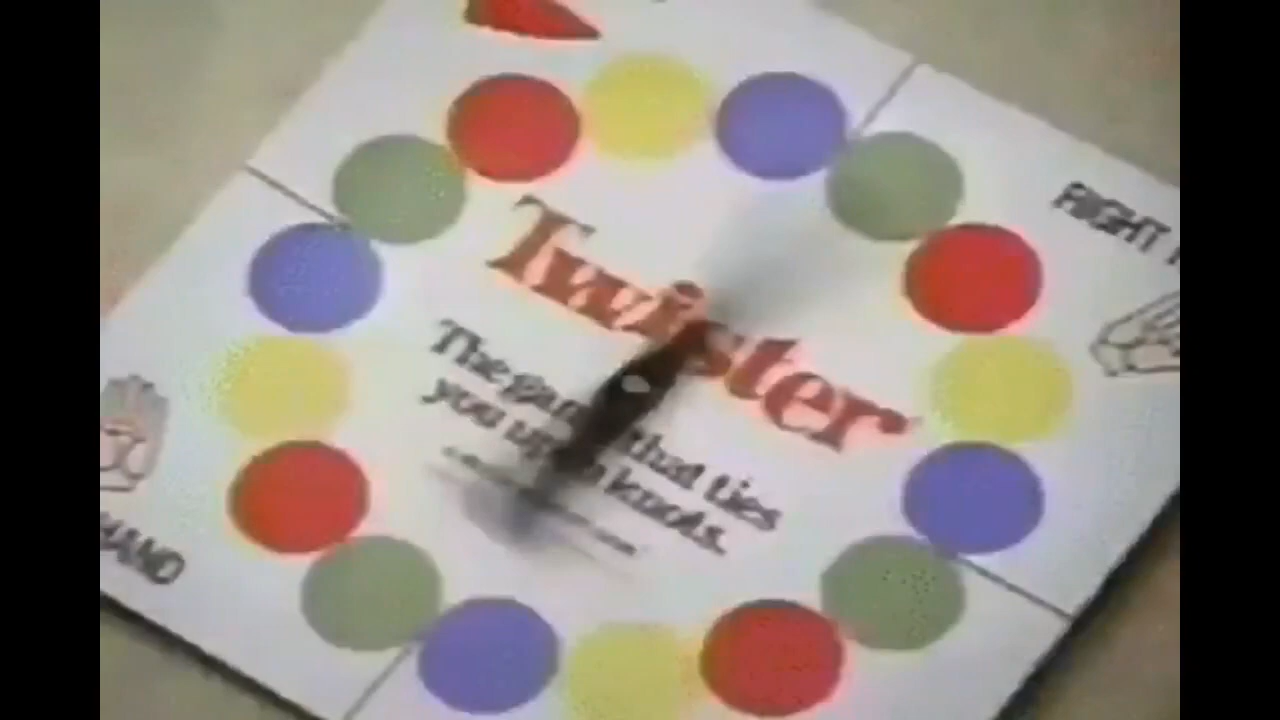 Twister
The game that ties
you up in knots.
RIGHT
HAND